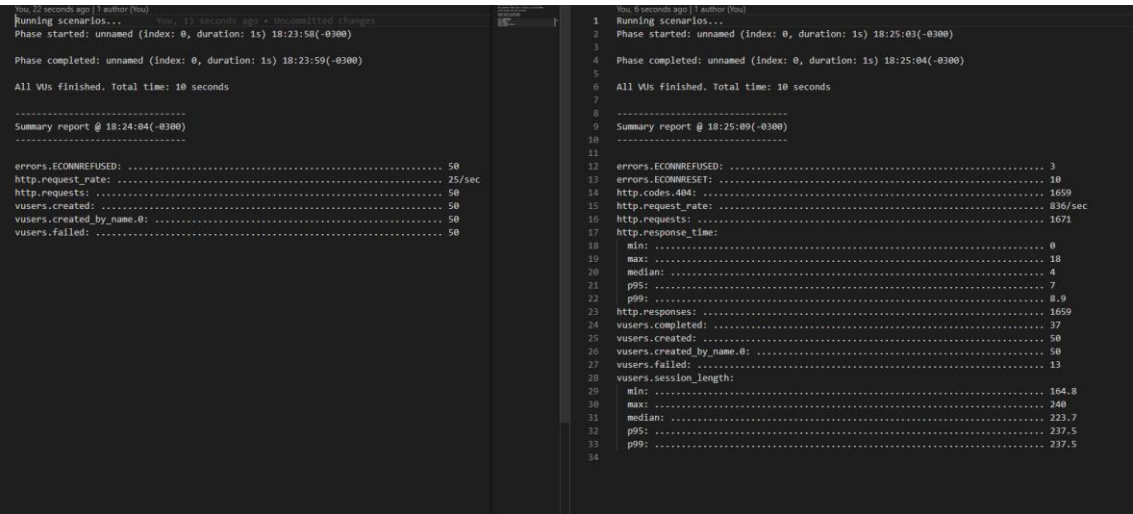 You, 22 seconds ago | 1 author (You)
Running scenarios... You, 13 seconds ago • Uncommitted changes
Phase started: unnamed (index: 0, duration: 1s) 18:23:58(-0300)
Phase completed: unnamed (index: 0, duration: 1s) 18:23:59(-0300)
All VUs finished. Total time: 10 seconds
--------------------------------
Summary report @ 18:24:04(-0300)
--------------------------------
errors.ECONNREFUSED: ..................................................................... 50
http.request_rate: ....................................................................... 25/sec
http.requests: ........................................................................... 50
vusers.created: .......................................................................... 50
vusers.created_by_name.0: ................................................................ 50
vusers.failed: ........................................................................... 50
You, 6 seconds ago | 1 author (You)
1 Running scenarios...
2 Phase started: unnamed (index: 0, duration: 1s) 18:25:03(-0300)
3
4 Phase completed: unnamed (index: 0, duration: 1s) 18:25:04(-0300)
5
6 All VUs finished. Total time: 10 seconds
7
8 --------------------------------
9 Summary report @ 18:25:09(-0300)
10 --------------------------------
11
12 errors.ECONNREFUSED: ..................................................................... 3
13 errors.ECONNRESET: ....................................................................... 10
14 http.codes.404: .......................................................................... 1659
15 http.request_rate: ....................................................................... 836/sec
16 http.requests: ........................................................................... 1671
17 http.response_time:
18 min: ..................................................................................... 0
19 max: ..................................................................................... 18
20 median: .................................................................................. 4
21 p95: ..................................................................................... 7
22 p99: ..................................................................................... 8.9
23 http.responses: .......................................................................... 1659
24 vusers.completed: ........................................................................ 37
25 vusers.created: .......................................................................... 50
26 vusers.created_by_name.0: ................................................................ 50
27 vusers.failed: ........................................................................... 13
28 vusers.session_length:
29 min: ..................................................................................... 164.8
30 max: ..................................................................................... 240
31 median: .................................................................................. 223.7
32 p95: ..................................................................................... 237.5
33 p99: ..................................................................................... 237.5
34